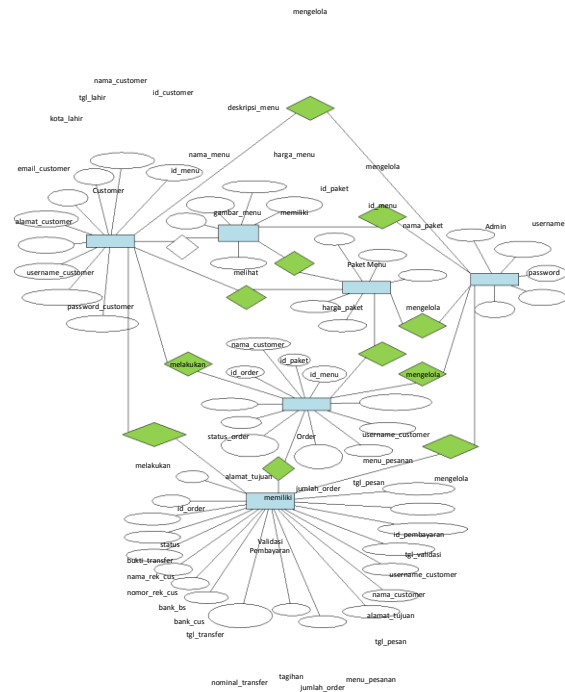 mengelola
nama_customer
tgl_lahir
id_customer
deskripsi_menu
kota_lahir
nama_menu
harga_menu
email_customer
id_menu
mengelola
Customer
id_paket
id_menu
alamat_customer
gambar_menu
memiliki
nama_paket
Admin
username
username_customer
melihat
Paket Menu
password
password_customer
harga_paket
mengelola
nama_customer
melakukan
id_order
id_paket
id_menu
mengelola
status_order
Order
username_customer
menu_pesanan
melakukan
alamat_tujuan
jumlah_order
tgl_pesan
mengelola
memiliki
id_order
id_pembayaran
status
Validasi
Pembayaran
tgl_validasi
bukti_transfer
username_customer
nama_rek_cus
nomor_rek_cus
nama_customer
bank_bs
alamat_tujuan
bank_cus
tgl_transfer
tgl_pesan
nominal_transfer
tagihan
jumlah_order
menu_pesanan